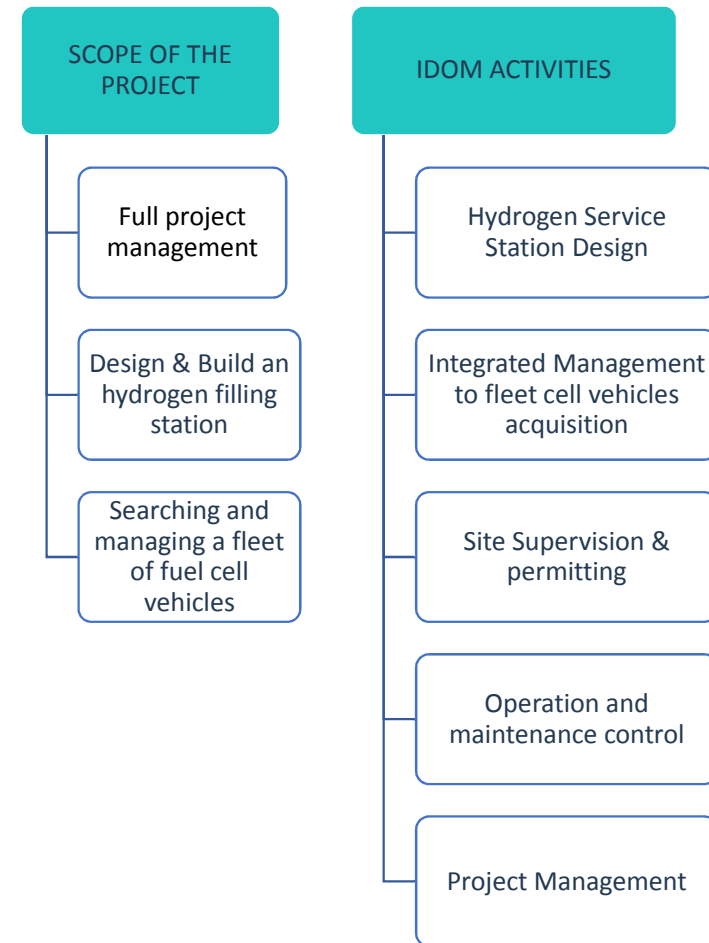 SCOPE OF THE
PROJECT
Full project
management
Design & Build an
hydrogen filling
station
Searching and
managing a fleet
of fuel cell
vehicles
IDOM ACTIVITIES
Hydrogen Service
Station Design
Integrated Management
to fleet cell vehicles
acquisition
Site Supervision &
permitting
Operation and
maintenance control
Project Management